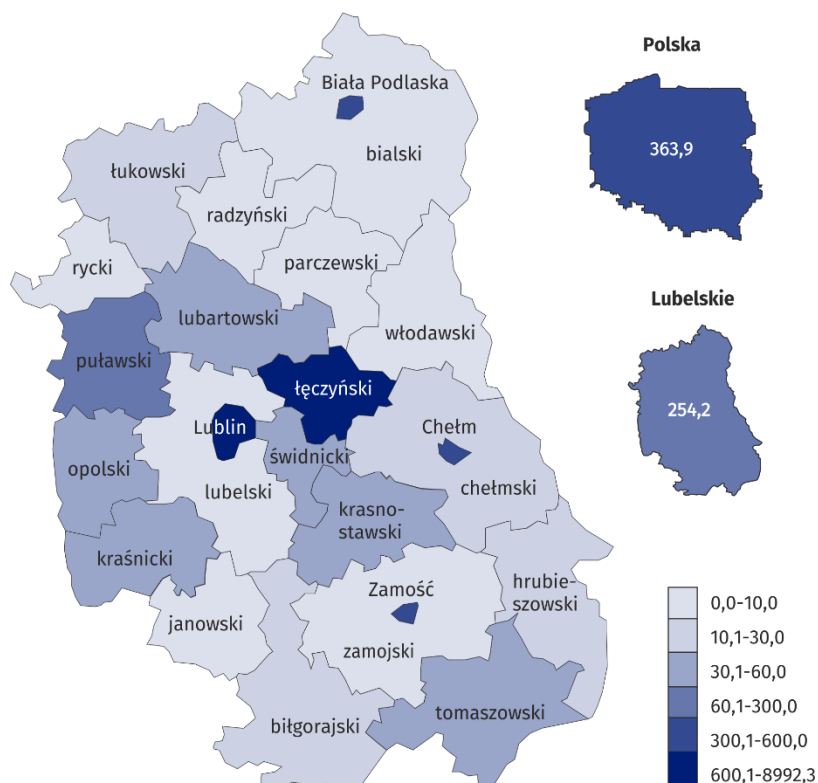 Polska
363,9
Biała Podlaska
bialski
łukowski
radzyński
rycki
parczewski
lubartowski
włodawski
puławski
łęczyński
Lubelskie
254,2
Lublin
Chełm
świdnicki
opolski
lubelski
chełmski
krasno-
stawski
kraśnicki
hrubie-
szowski
Zamość
janowski
zamojski
tomaszowski
biłgorajski
0,0-10,0
10,1-30,0
30,1-60,0
60,1-300,0
300,1-600,0
600,1-8992,3